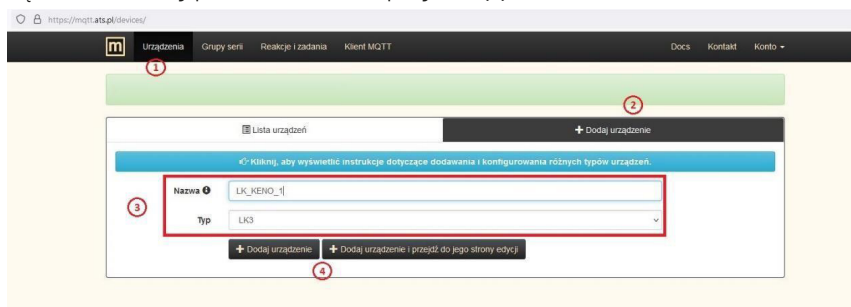 https://mqtt.ats.pl/devices/
m Urządzenia Grupy serii Reakcje i zadania Klient MQTT Docs Kontakt Konto
1
2
Lista urządzeń + Dodaj urządzenie
Kliknij, aby wyświetlić instrukcje dotyczące dodawania i konfigurowania różnych typów urządzeń.
Nazwa LK_KENO_1
3
Typ LK3
+ Dodaj urządzenie + Dodaj urządzenie i przejdź do jego strony edycji
4